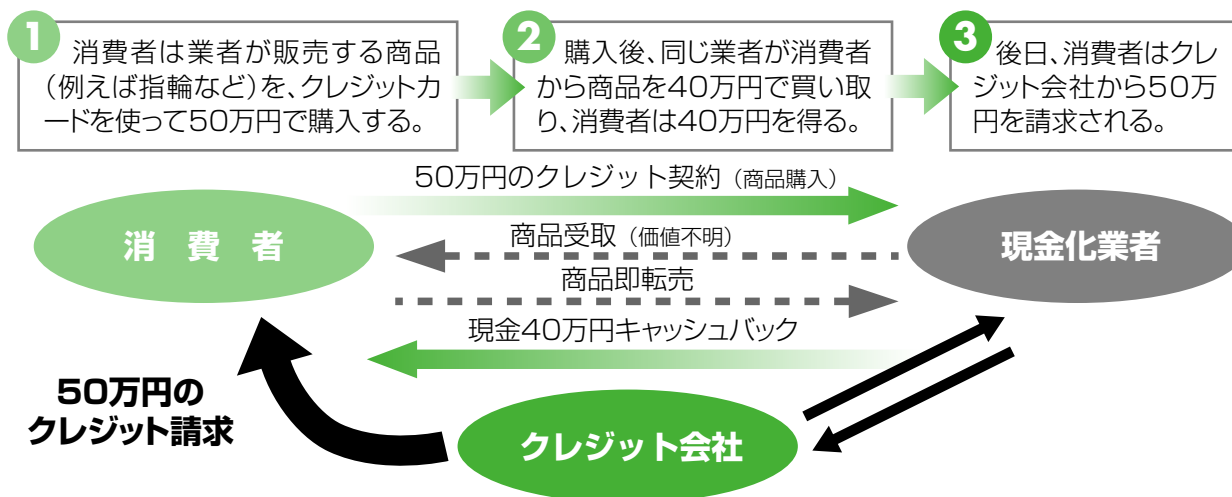 1
消費者は業者が販売する商品
（例えば指輪など）を、クレジットカ
ードを使って50万円で購入する。
2
購入後、同じ業者が消費者
から商品を40万円で買い取
り、消費者は40万円を得る。
3
後日、消費者はクレ
ジット会社から50万
円を請求される。
50万円のクレジット契約（商品購入）
消費者
商品受取（価値不明）
現金化業者
商品即転売
現金40万円キャッシュバック
50万円の
クレジット請求
クレジット会社